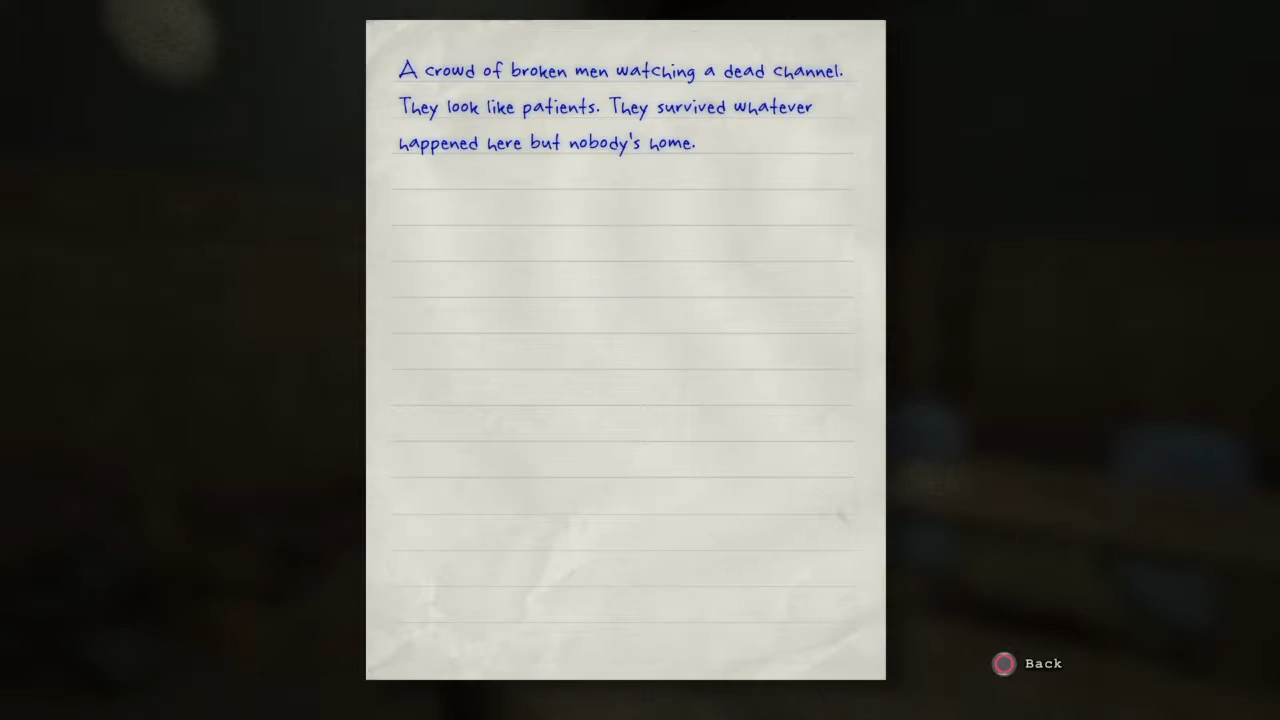 A crowd of broken men watching a dead channel.
They look like patients. They survived whatever
happened here but nobody's home.
Back